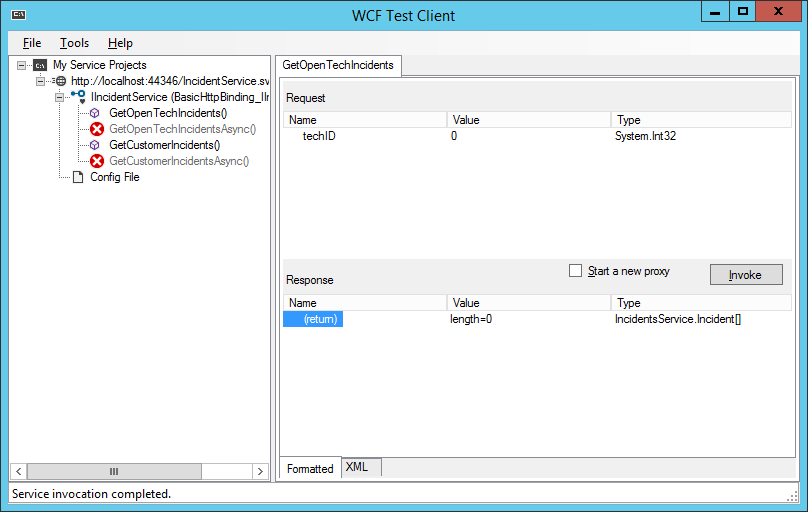 WCF Test Client
File Tools Help
My Service Projects
http://localhost:44346/IncidentService.sv
IIncidentService (BasicHttpBinding_IIn
GetOpenTechIncidents()
GetOpenTechIncidentsAsync()
GetCustomerIncidents()
GetCustomerIncidentsAsync()
Config File
GetOpenTechIncidents
Request
Name Value Type
techID 0 System.Int32
Response
Start a new proxy
Invoke
Name Value Type
(return) length=0 IncidentsService.Incident[]
Formatted XML
Service invocation completed.